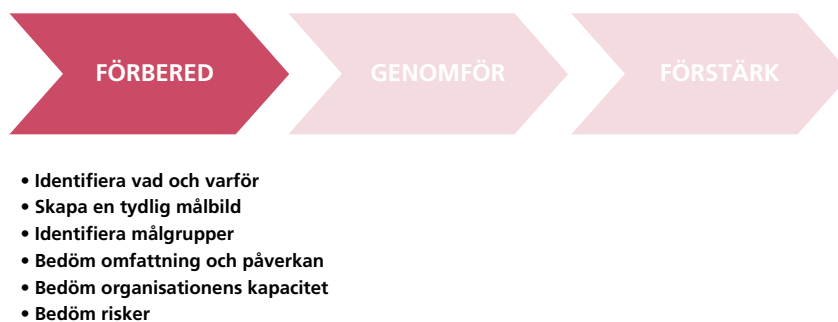 FÖRBERED GENOMFÖR FÖRSTÄRK
• Identifiera vad och varför
• Skapa en tydlig målbild
• Identifiera målgrupper
• Bedöm omfattning och påverkan
• Bedöm organisationens kapacitet
• Bedöm risker